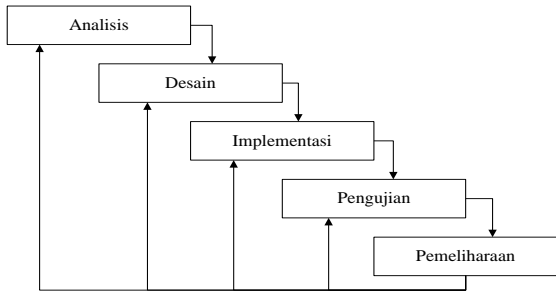 Analisis
Desain
Implementasi
Pengujian
Pemeliharaan